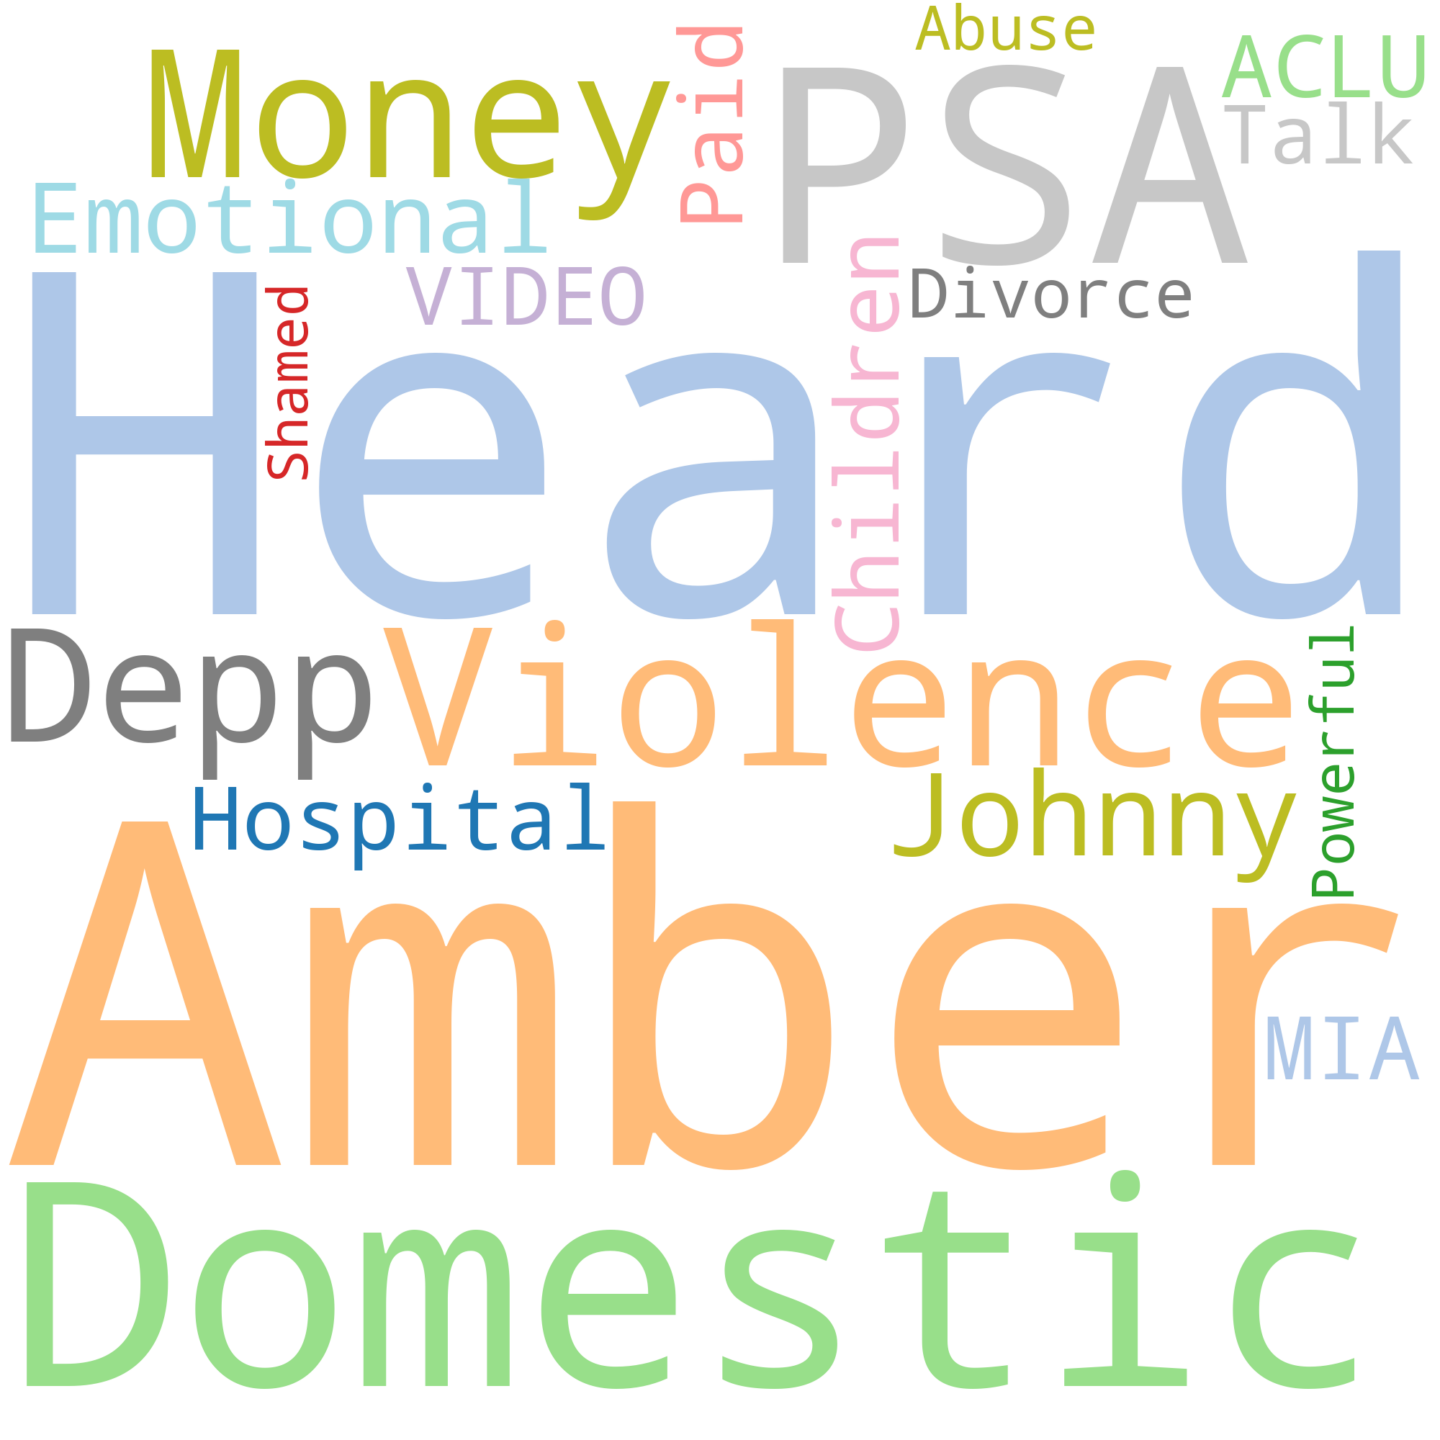 Abuse
ACLU
Money
Paid
PSA
Talk
Emotional
VIDEO
Children
Divorce
Shamed
Heard
Depp
Violence
Powerful
Hospital
Johnny
Amber
MIA
Domestic